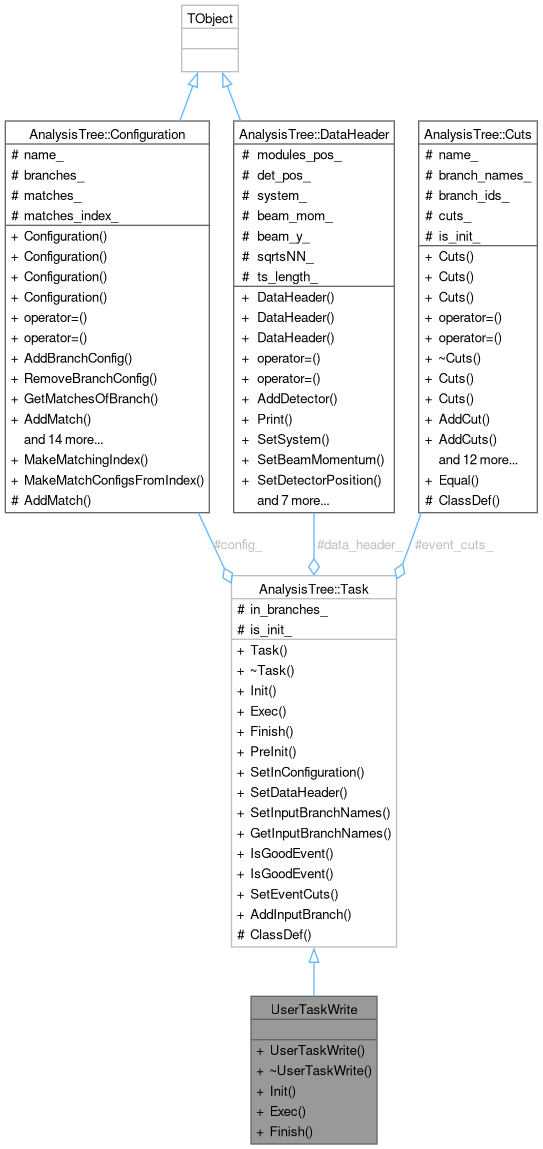 TObject
AnalysisTree::Configuration
# name_
# branches_
# matches_
# matches_index_
+ Configuration()
+ Configuration()
+ Configuration()
+ Configuration()
+ operator=()
+ operator=()
+ AddBranchConfig()
+ RemoveBranchConfig()
+ GetMatchesOfBranch()
+ AddMatch()
and 14 more...
+ MakeMatchingIndex()
+ MakeMatchConfigsFromIndex()
# AddMatch()
AnalysisTree::DataHeader
# modules_pos_
# det_pos_
# system_
# beam_mom_
# beam_y_
# sqrtsNN_
# ts_length_
+ DataHeader()
+ DataHeader()
+ DataHeader()
+ operator=()
+ operator=()
+ AddDetector()
+ Print()
+ SetSystem()
+ SetBeamMomentum()
+ SetDetectorPosition()
and 7 more...
AnalysisTree::Cuts
# name_
# branch_names_
# branch_ids_
# cuts_
# is_init_
+ Cuts()
+ Cuts()
+ Cuts()
+ operator=()
+ operator=()
+ ~Cuts()
+ Cuts()
+ Cuts()
+ AddCut()
+ AddCuts()
and 12 more...
+ Equal()
# ClassDef()
#config_
#data_header_
#event_cuts_
AnalysisTree::Task
# in_branches_
# is_init_
+ Task()
+ ~Task()
+ Init()
+ Exec()
+ Finish()
+ PreInit()
+ SetInConfiguration()
+ SetDataHeader()
+ SetInputBranchNames()
+ GetInputBranchNames()
+ IsGoodEvent()
+ IsGoodEvent()
+ SetEventCuts()
+ AddInputBranch()
# ClassDef()
UserTaskWrite
+ UserTaskWrite()
+ ~UserTaskWrite()
+ Init()
+ Exec()
+ Finish()